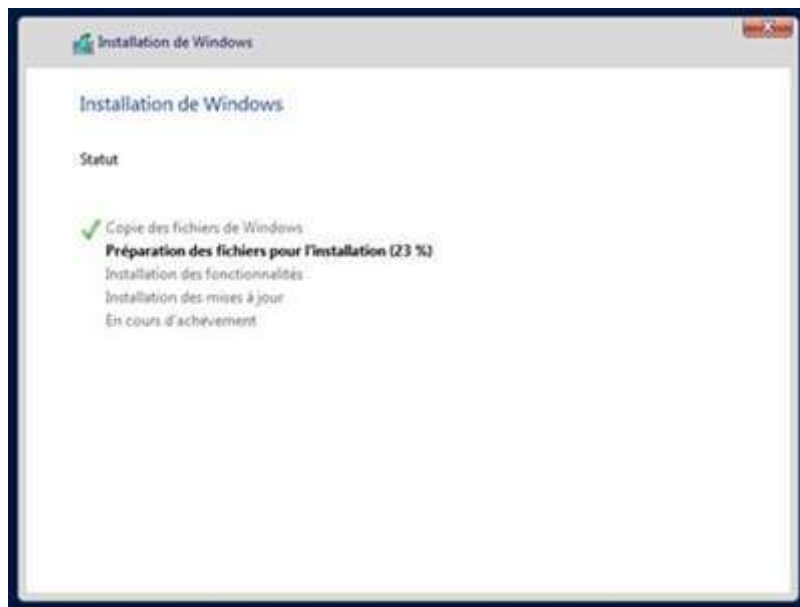 Installation de Windows
Installation de Windows
Statut
Copie des fichiers de Windows
Préparation des fichiers pour l'installation (23 %)
Installation des fonctionnalités
Installation des mises à jour
En cours d'achèvement